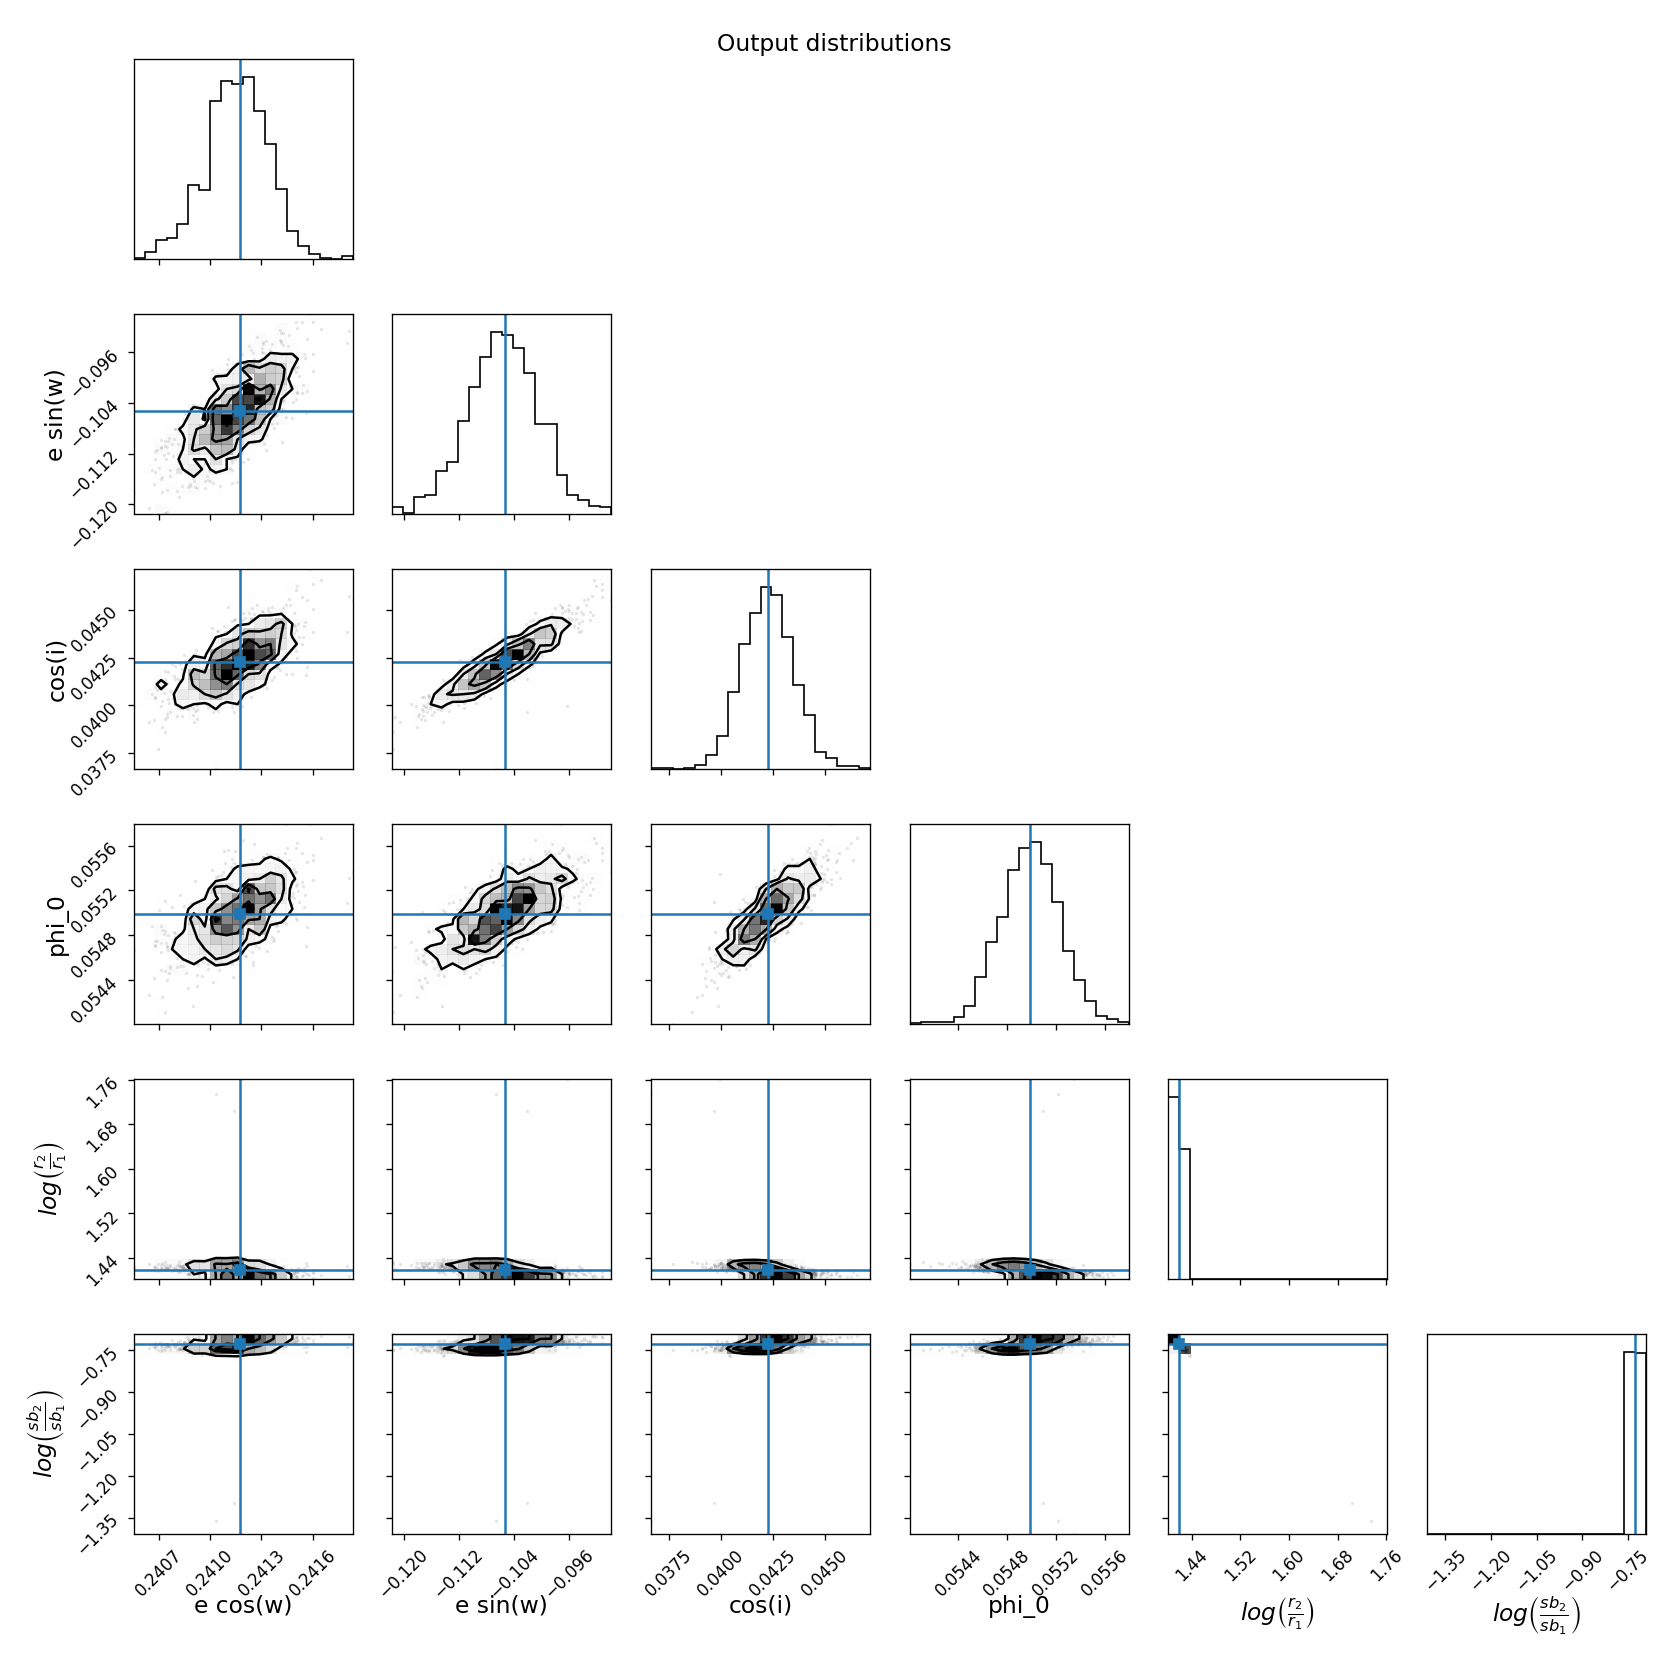 Output distributions
e sin(w)
−0.096
−0.104
−0.112
−0.120
cos(i)
0.0450
0.0425
0.0400
0.0375
phi_0
0.0556
0.0552
0.0548
0.0544
log(r₂/r₁)
1.76
1.68
1.60
1.52
1.44
log(sb₂/sb₁)
−0.75
−0.90
−1.05
−1.20
−1.35
0.2407 0.2410 0.2413 0.2416
−0.120 −0.112 −0.104 −0.096
0.0375 0.0400 0.0425 0.0450
0.0544 0.0548 0.0552 0.0556
1.44 1.52 1.60 1.68 1.76
−1.35 −1.20 −1.05 −0.90 −0.75
e cos(w)
e sin(w)
cos(i)
phi_0
log(r₂/r₁)
log(sb₂/sb₁)